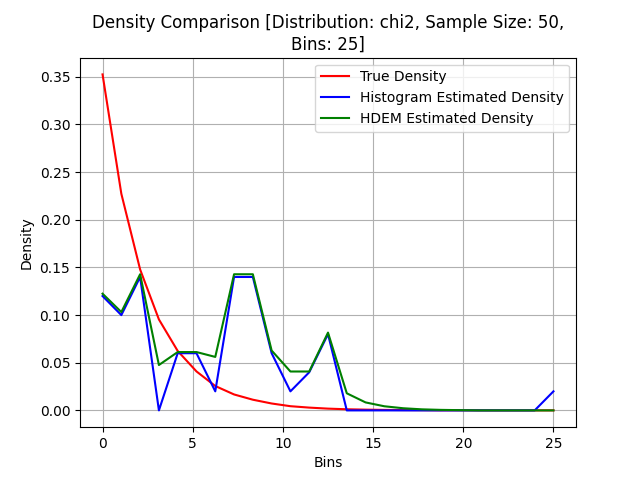 Density Comparison [Distribution: chi2, Sample Size: 50,
Bins: 25]
True Density
Histogram Estimated Density
HDEM Estimated Density
Density
0.35
0.30
0.25
0.20
0.15
0.10
0.05
0.00
0 5 10 15 20 25
Bins